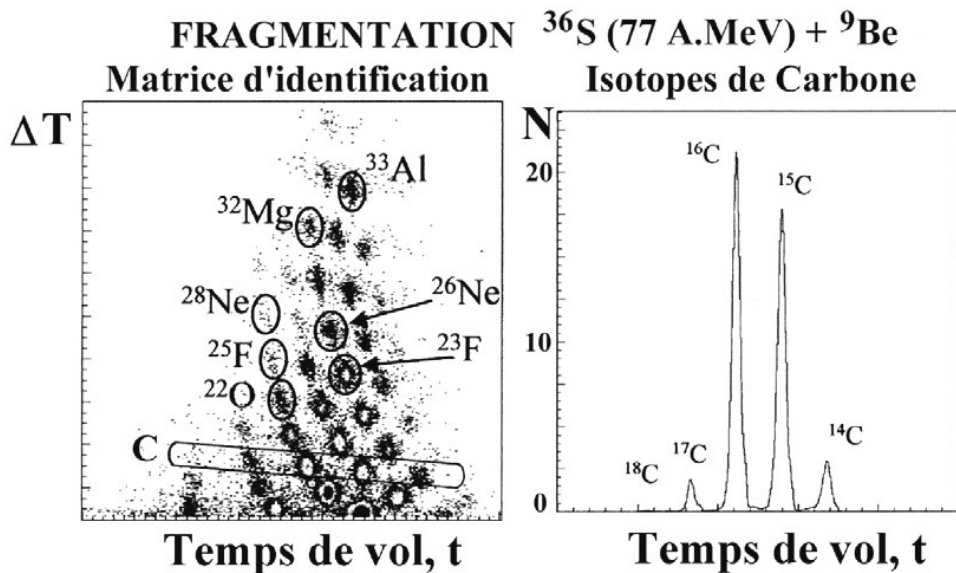 FRAGMENTATION ³⁶S (77 A.MeV) + ⁹Be
Matrice d'identification
Isotopes de Carbone
ΔT
³³Al
³²Mg
²⁸Ne
²⁶Ne
²⁵F
²³F
²²O
C
Temps de vol, t
N
20
10
0
¹⁶C
¹⁵C
¹⁴C
¹⁷C
¹⁸C
Temps de vol, t